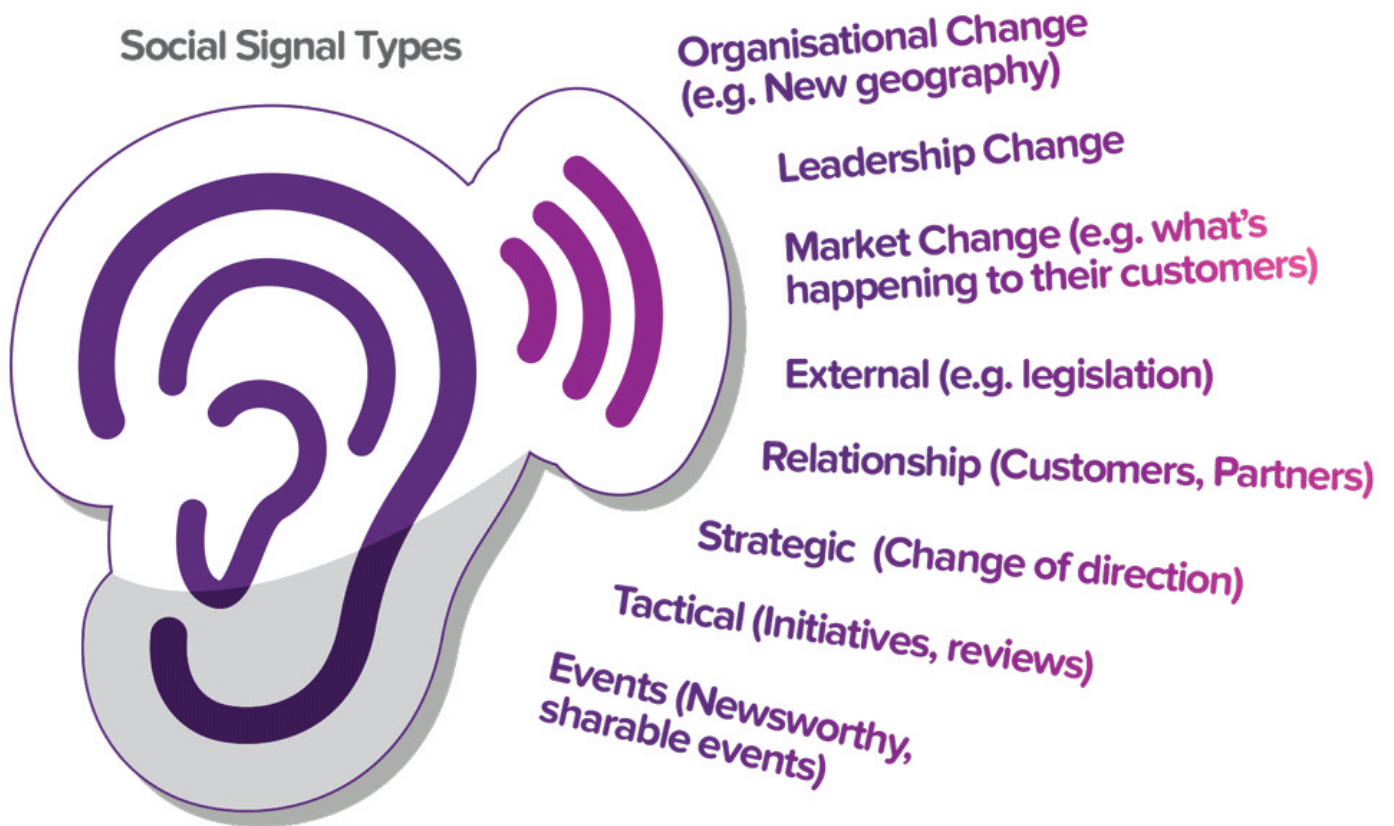 Social Signal Types
Organisational Change
(e.g. New geography)
Leadership Change
Market Change (e.g. what's
happening to their customers)
External (e.g. legislation)
Relationship (Customers, Partners)
Strategic (Change of direction)
Tactical (Initiatives, reviews)
Events (Newsworthy,
sharable events)